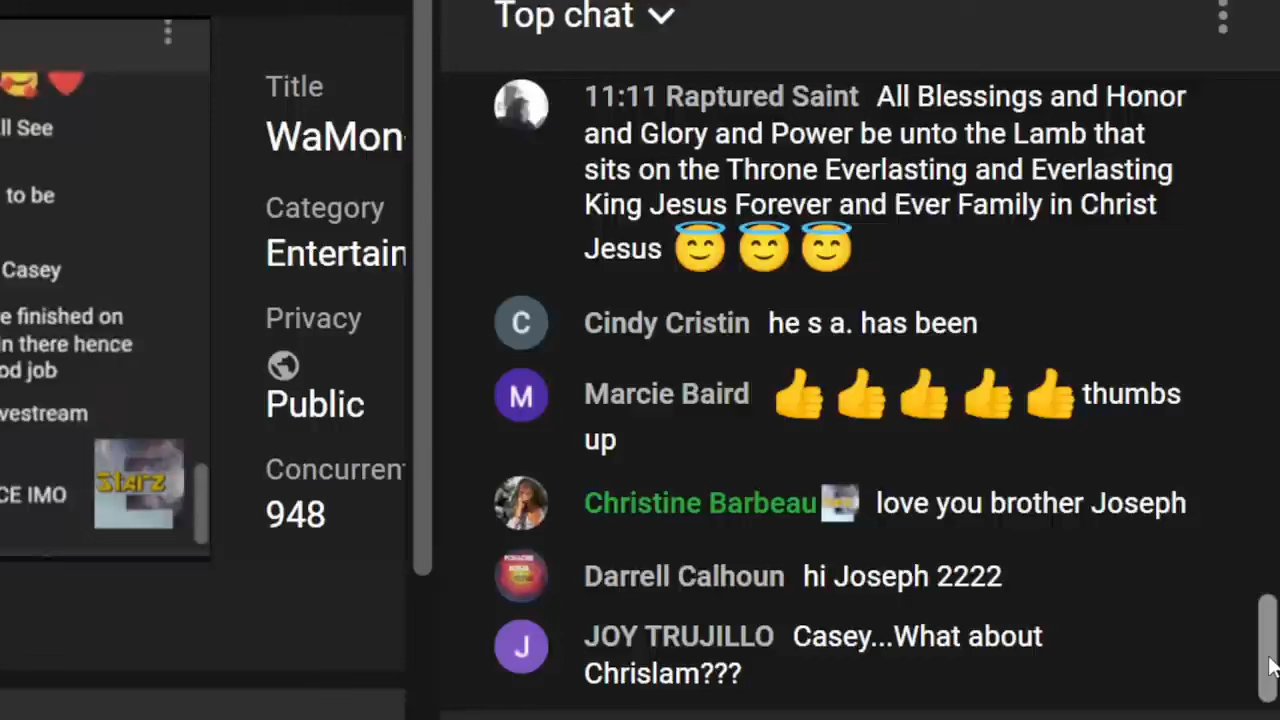 Top chat
ll See
to be
Casey
e finished on
n there hence
od job
vestream
CE IMO
Starz
Title
WaMon
Category
Entertain
Privacy
Public
Concurrent
948
11:11 Raptured Saint All Blessings and Honor
and Glory and Power be unto the Lamb that
sits on the Throne Everlasting and Everlasting
King Jesus Forever and Ever Family in Christ
Jesus 😇 😇 😇
C Cindy Cristin he s a. has been
M Marcie Baird 👍 👍 👍 👍 👍 thumbs
up
Christine Barbeau love you brother Joseph
Darrell Calhoun hi Joseph 2222
J JOY TRUJILLO Casey...What about
Chrislam???